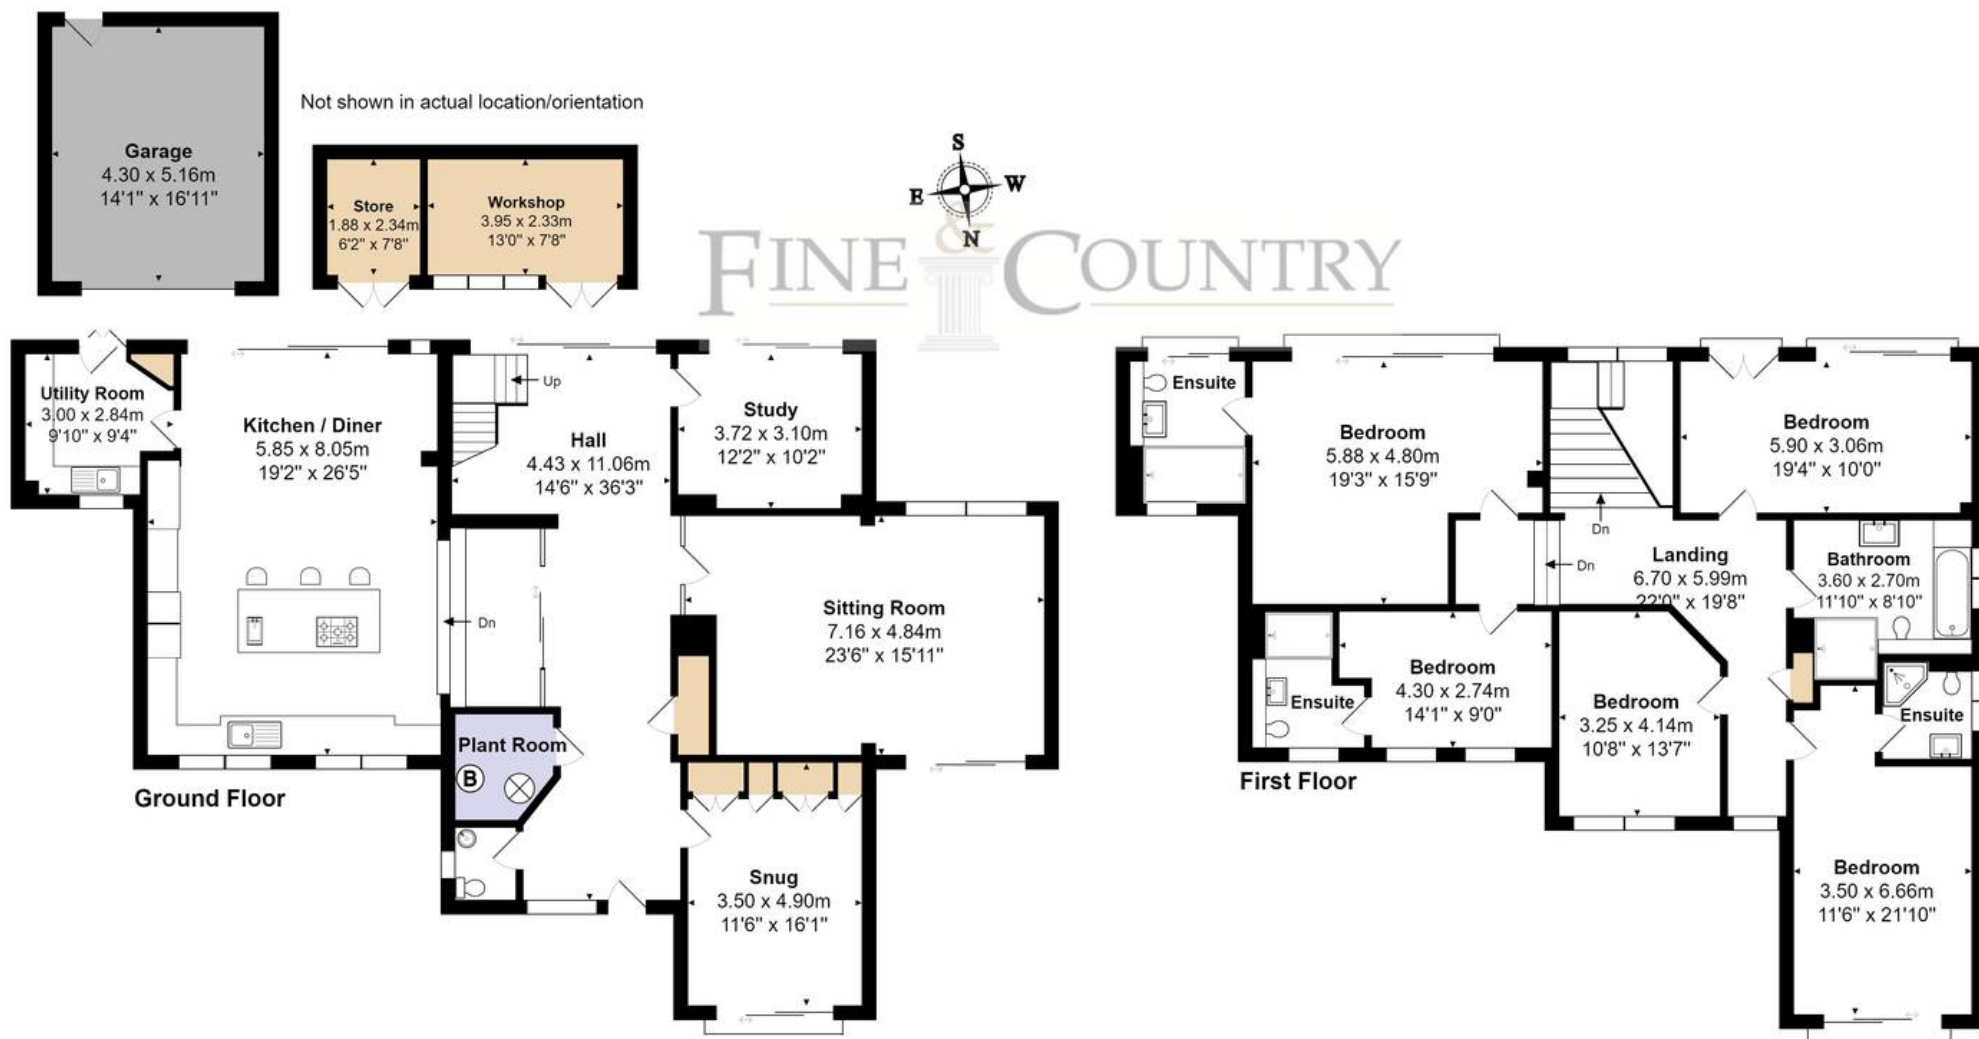 Garage
4.30 x 5.16m
14'1" x 16'11"
Not shown in actual location/orientation
Store
1.88 x 2.34m
6'2" x 7'8"
Workshop
3.95 x 2.33m
13'0" x 7'8"
S
E
W
N
FINE & COUNTRY
Utility Room
3.00 x 2.84m
9'10" x 9'4"
Kitchen / Diner
5.85 x 8.05m
19'2" x 26'5"
Up
Hall
4.43 x 11.06m
14'6" x 36'3"
Study
3.72 x 3.10m
12'2" x 10'2"
Dn
Sitting Room
7.16 x 4.84m
23'6" x 15'11"
Plant Room
B
Snug
3.50 x 4.90m
11'6" x 16'1"
Ground Floor
Ensuite
Bedroom
5.88 x 4.80m
19'3" x 15'9"
Bedroom
5.90 x 3.06m
19'4" x 10'0"
Dn
Dn
Landing
6.70 x 5.99m
22'0" x 19'8"
Bathroom
3.60 x 2.70m
11'10" x 8'10"
Ensuite
Bedroom
4.30 x 2.74m
14'1" x 9'0"
Bedroom
3.25 x 4.14m
10'8" x 13'7"
Ensuite
Bedroom
3.50 x 6.66m
11'6" x 21'10"
First Floor